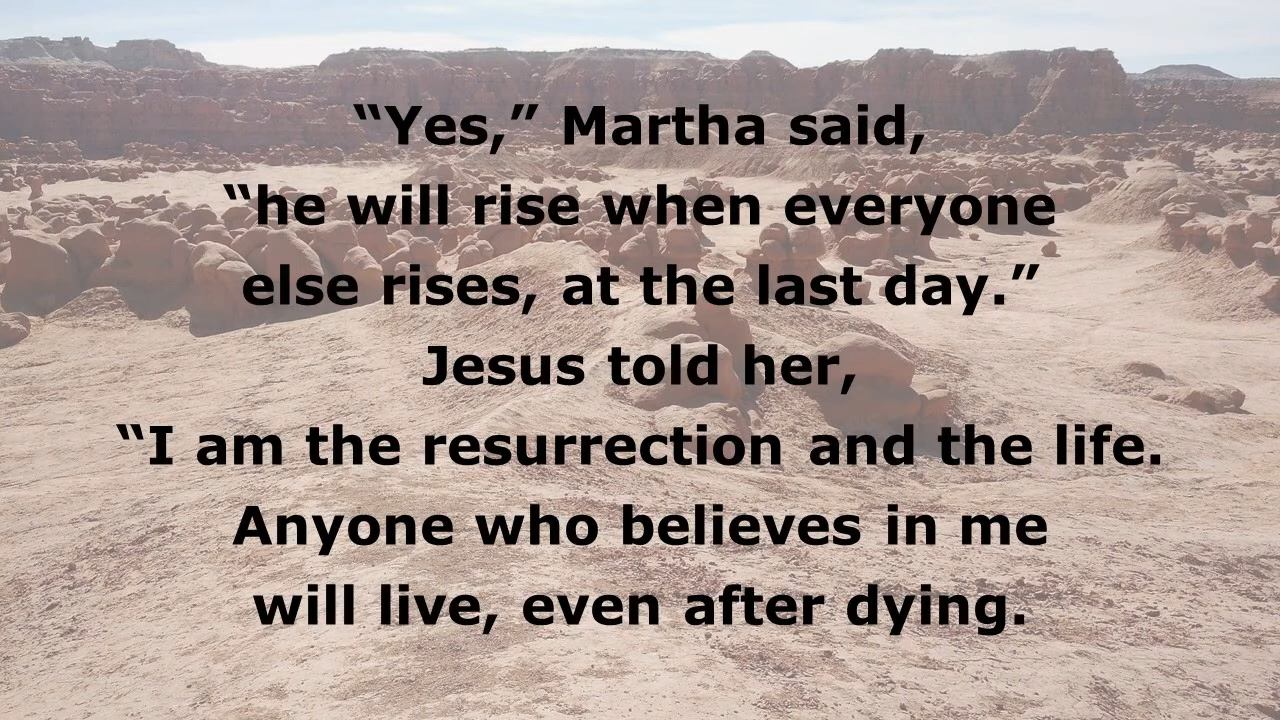 “Yes,” Martha said,
“he will rise when everyone
else rises, at the last day.”
Jesus told her,
“I am the resurrection and the life.
Anyone who believes in me
will live, even after dying.